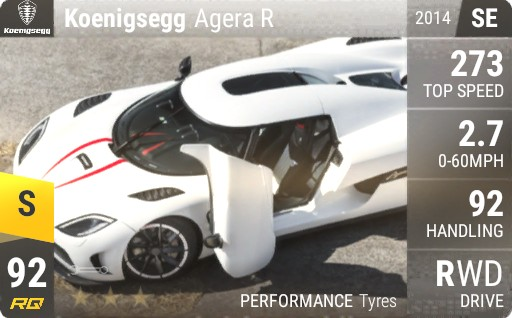 Koenigsegg Agera R 2014 SE
Koenigsegg
273
TOP SPEED
2.7
0-60MPH
S
92
HANDLING
92
RQ
RWD
DRIVE
PERFORMANCE Tyres